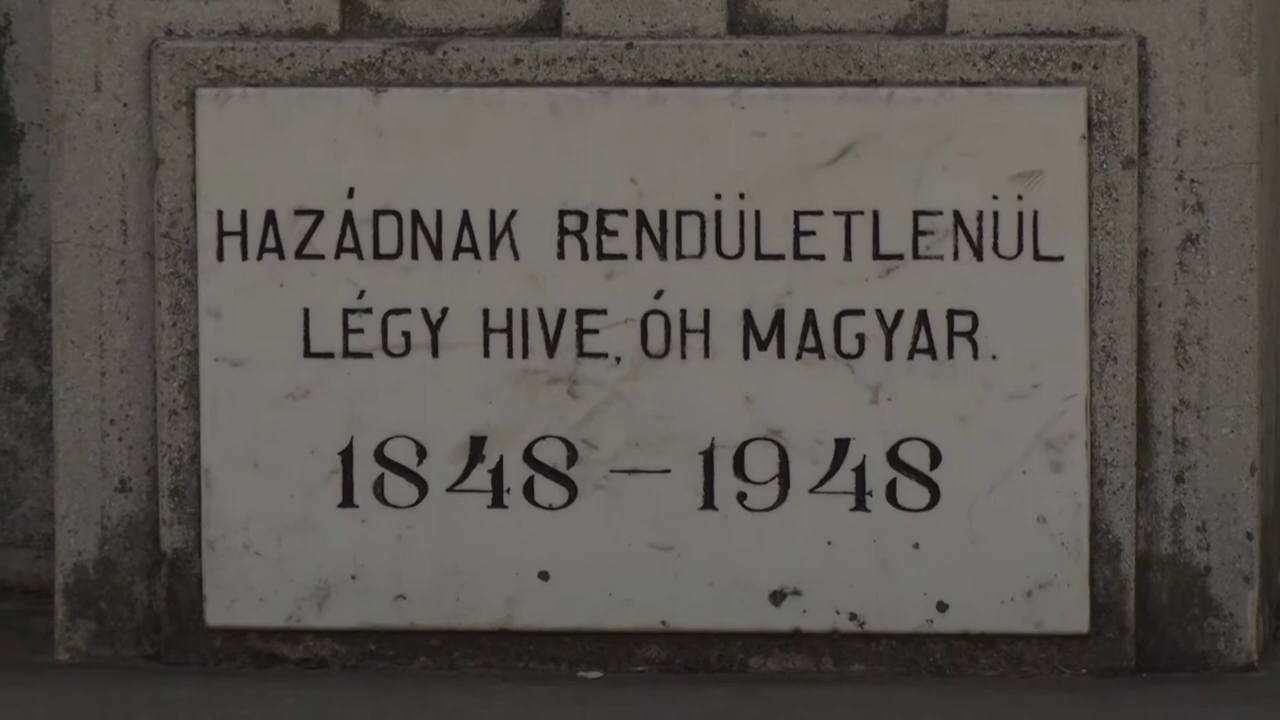 HAZÁDNAK RENDÜLETLENÜL
LÉGY HIVE, ÓH MAGYAR.
1848 – 1948